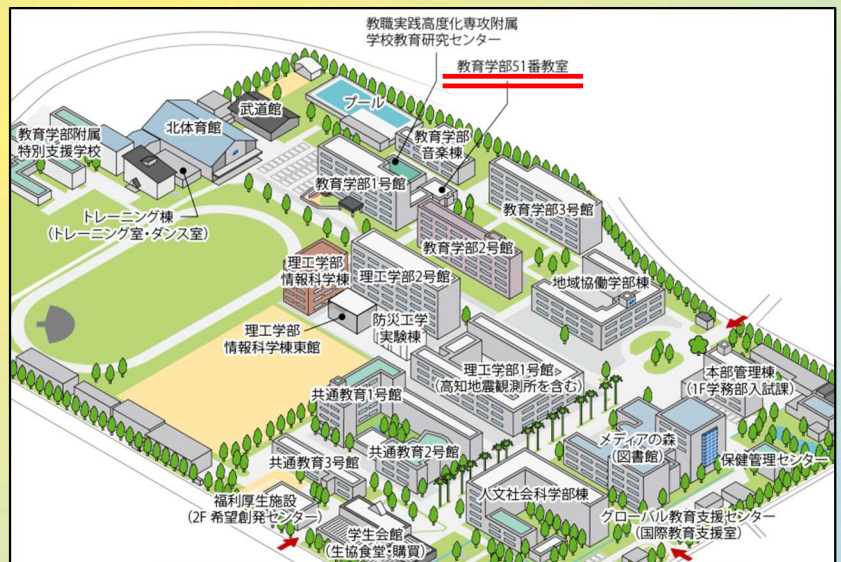 教職実践高度化専攻附属
学校教育研究センター
教育学部51番教室
プール
武道館
北体育館
教育学部
音楽棟
教育学部附属
特別支援学校
教育学部1号館
教育学部3号館
トレーニング棟
(トレーニング室・ダンス室)
教育学部2号館
理工学部
情報科学棟
理工学部2号館
地域協働学部棟
理工学部
情報科学棟東館
防災工学
実験棟
理工学部1号館
(高知地震観測所を含む)
本部管理棟
(1F学務部入試課)
共通教育1号館
メディアの森
(図書館)
共通教育2号館
共通教育3号館
保健管理センター
人文社会科学部棟
福利厚生施設
(2F 希望創発センター)
グローバル教育支援センター
(国際教育支援室)
学生会館
(生協食堂・購買)